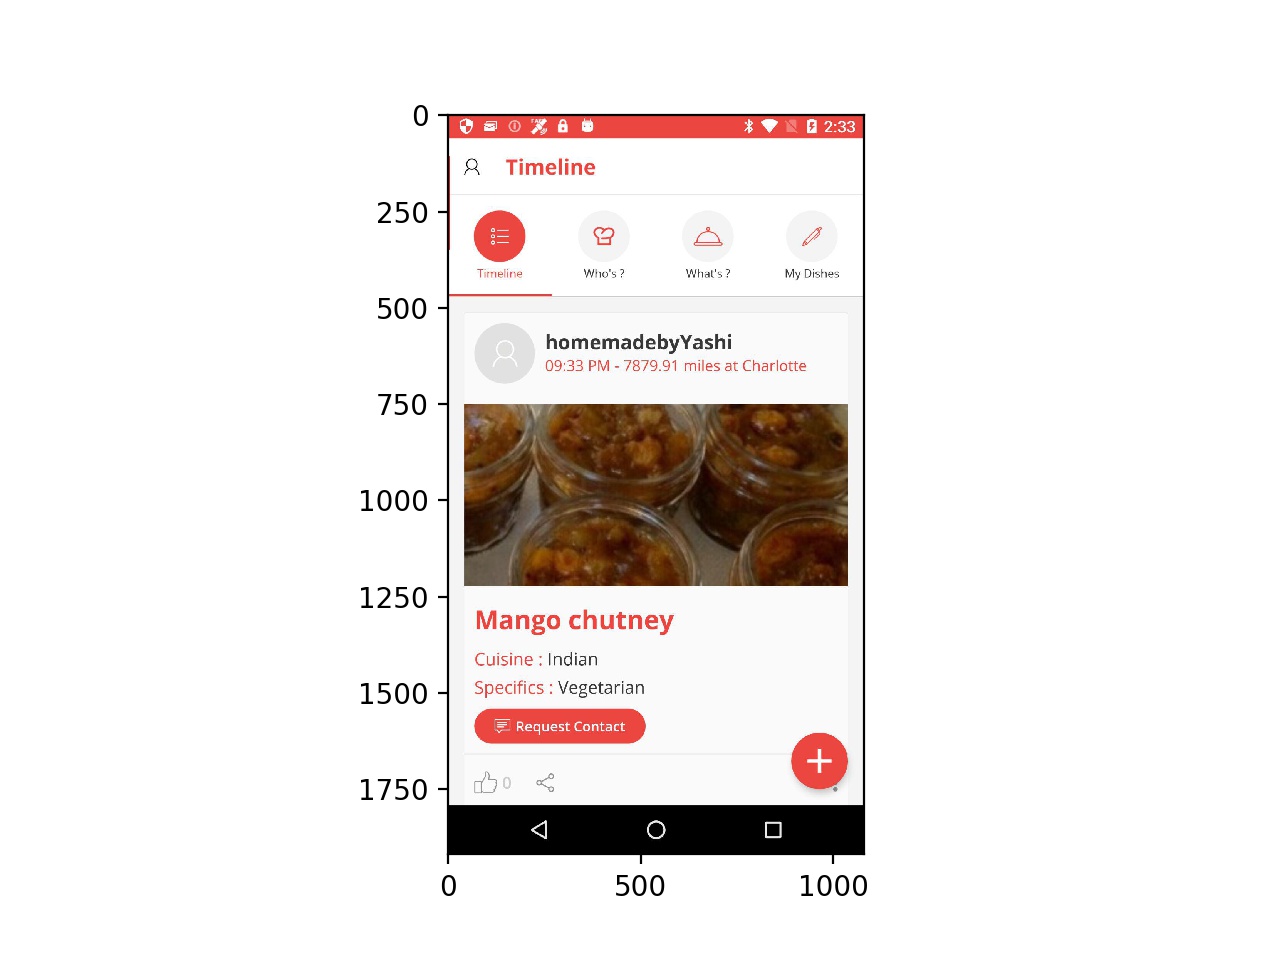 0
250
500
750
1000
1250
1500
1750
0
500
1000
2:33
Timeline
Timeline
Who's ?
What's ?
My Dishes
homemadebyYashi
09:33 PM - 7879.91 miles at Charlotte
Mango chutney
Cuisine : Indian
Specifics : Vegetarian
Request Contact
0